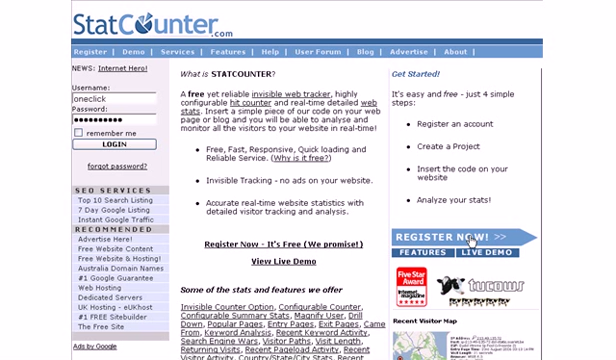 StatCounter.com
Register | Demo | Services | Features | Help | User Forum | Blog | Advertise | About |
NEWS: Internet Hero!
Username:
oneclick
Password:
••••••••••
remember me
LOGIN
forgot password?
SEO SERVICES
Top 10 Search Listing
7 Day Google Listing
Instant Google Traffic
RECOMMENDED
Advertise Here!
Free Website Content
Free Website & Hosting!
Australia Domain Names
#1 Google Guarantee
Web Hosting
Dedicated Servers
UK Hosting - eUKhost
#1 FREE Sitebuilder
The Free Site
Ads by Google
What is STATCOUNTER?
A free yet reliable invisible web tracker, highly
configurable hit counter and real-time detailed web
stats. Insert a simple piece of our code on your web
page or blog and you will be able to analyse and
monitor all the visitors to your website in real-time!
• Free, Fast, Responsive, Quick loading and
Reliable Service. (Why is it free?)
• Invisible Tracking - no ads on your website.
• Accurate real-time website statistics with
detailed visitor tracking and analysis.
Register Now - It's Free (We promise!)
View Live Demo
Some of the stats and features we offer
Invisible Counter Option, Configurable Counter,
Configurable Summary Stats, Magnify User, Drill
Down, Popular Pages, Entry Pages, Exit Pages, Came
From, Keyword Analysis, Recent Keyword Activity,
Search Engine Wars, Visitor Paths, Visit Length,
Returning Visits, Recent Pageload Activity, Recent
Visitor Activity, Country/State/City Stats, Recent
Get Started!
It's easy and free - just 4 simple
steps:
• Register an account
• Create a Project
• Insert the code on your
website
• Analyze your stats!
REGISTER NOW! >>
FEATURES
LIVE DEMO
Five Star
Award
internet
magazine
TUCOWS
Recent Visitor Map